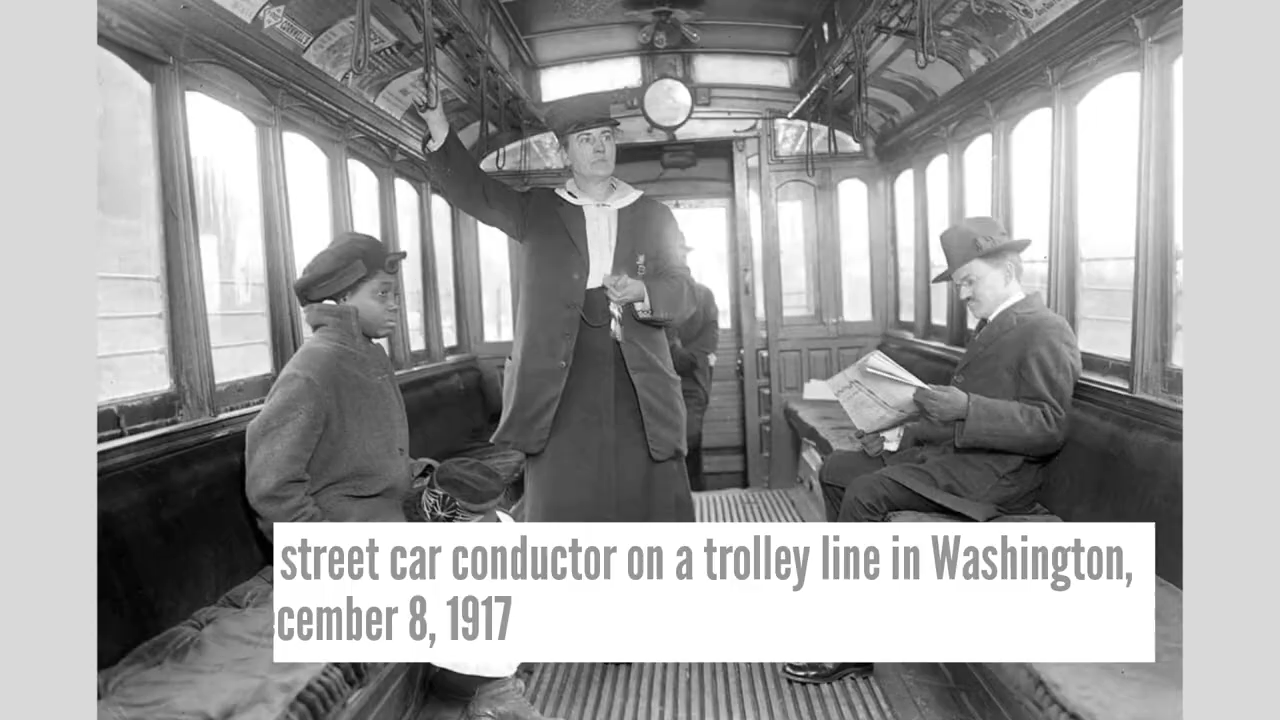 street car conductor on a trolley line in Washington,
cember 8, 1917